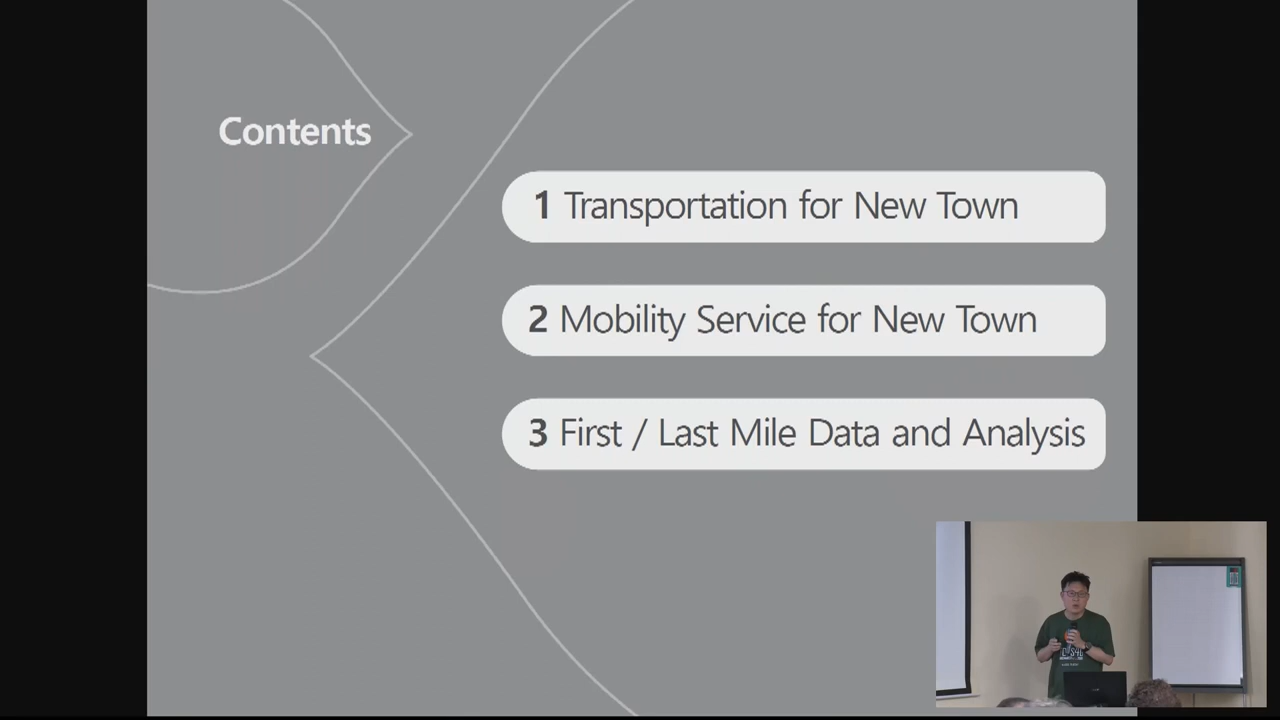 Contents
1 Transportation for New Town
2 Mobility Service for New Town
3 First / Last Mile Data and Analysis